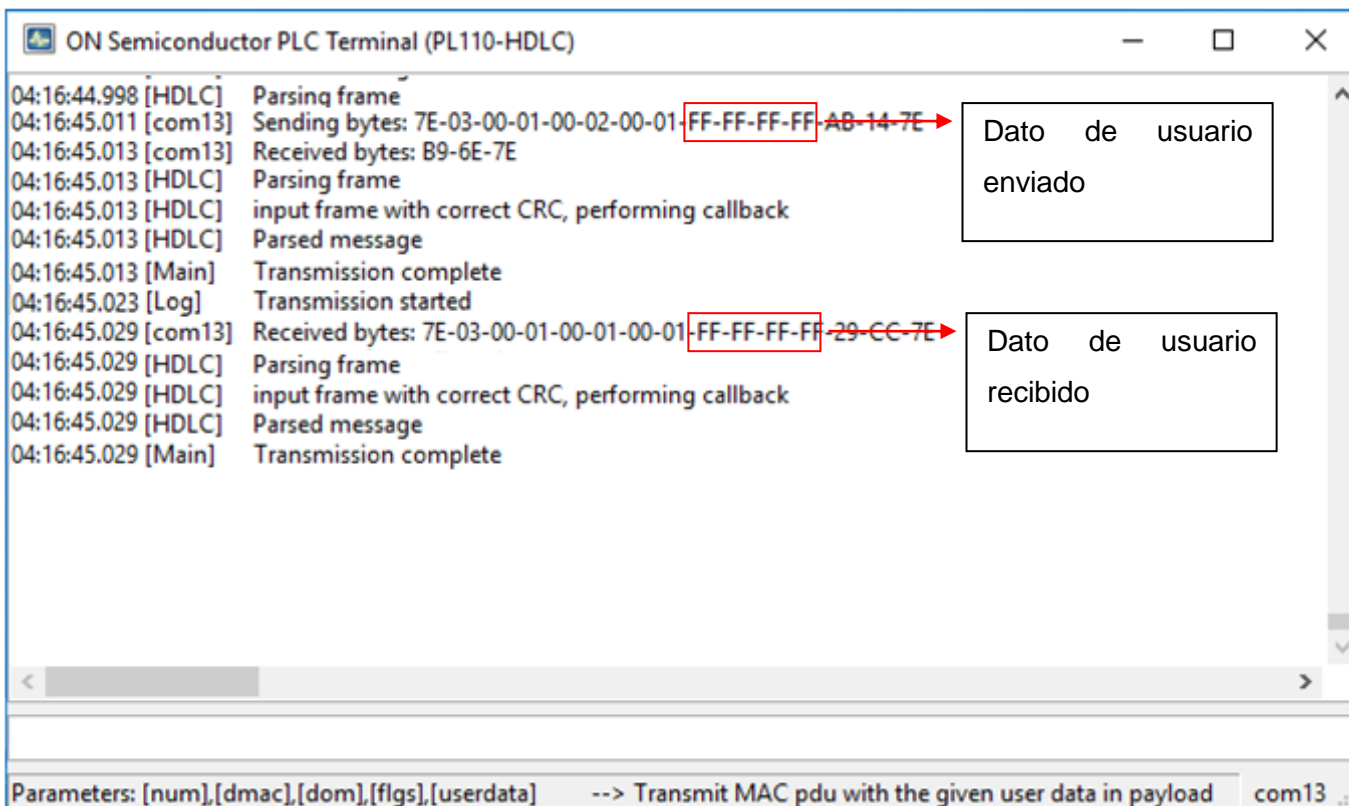 ON Semiconductor PLC Terminal (PL110-HDLC)
04:16:44.998 [HDLC] Parsing frame
04:16:45.011 [com13] Sending bytes: 7E-03-00-01-00-02-00-01-FF-FF-FF-FF-AB-14-7E
04:16:45.013 [com13] Received bytes: B9-6E-7E
04:16:45.013 [HDLC] Parsing frame
04:16:45.013 [HDLC] input frame with correct CRC, performing callback
04:16:45.013 [HDLC] Parsed message
04:16:45.013 [Main] Transmission complete
04:16:45.023 [Log] Transmission started
04:16:45.029 [com13] Received bytes: 7E-03-00-01-00-01-00-01-FF-FF-FF-FF-29-CC-7E
04:16:45.029 [HDLC] Parsing frame
04:16:45.029 [HDLC] input frame with correct CRC, performing callback
04:16:45.029 [HDLC] Parsed message
04:16:45.029 [Main] Transmission complete
Dato de usuario
enviado
Dato de usuario
recibido
Parameters: [num],[dmac],[dom],[flgs],[userdata] --> Transmit MAC pdu with the given user data in payload com13